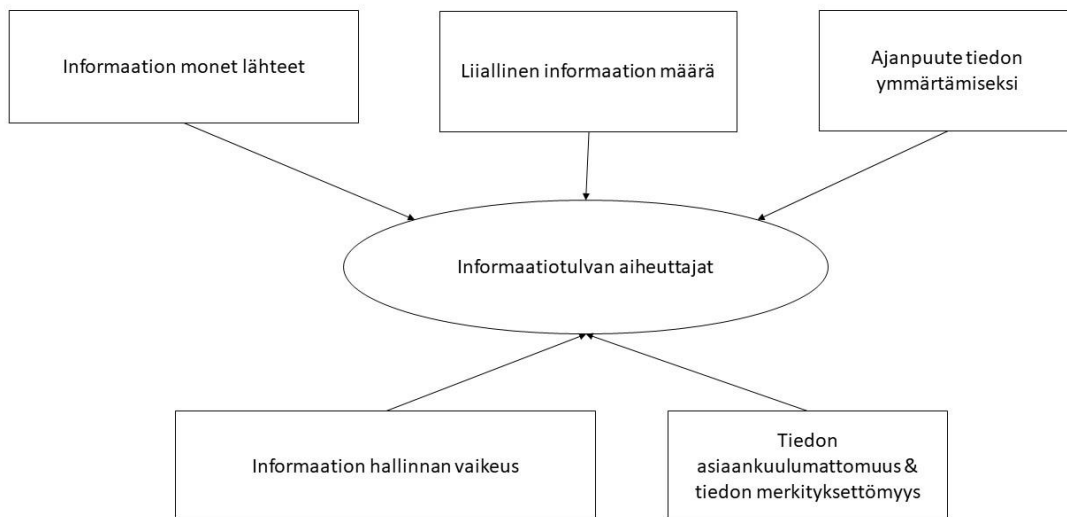 Informaation monet lähteet
Liiallinen informaation määrä
Ajanpuute tiedon
ymmärtämiseksi
Informaatiotulvan aiheuttajat
Informaation hallinnan vaikeus
Tiedon
asiaankuulumattomuus &
tiedon merkityksettömyys